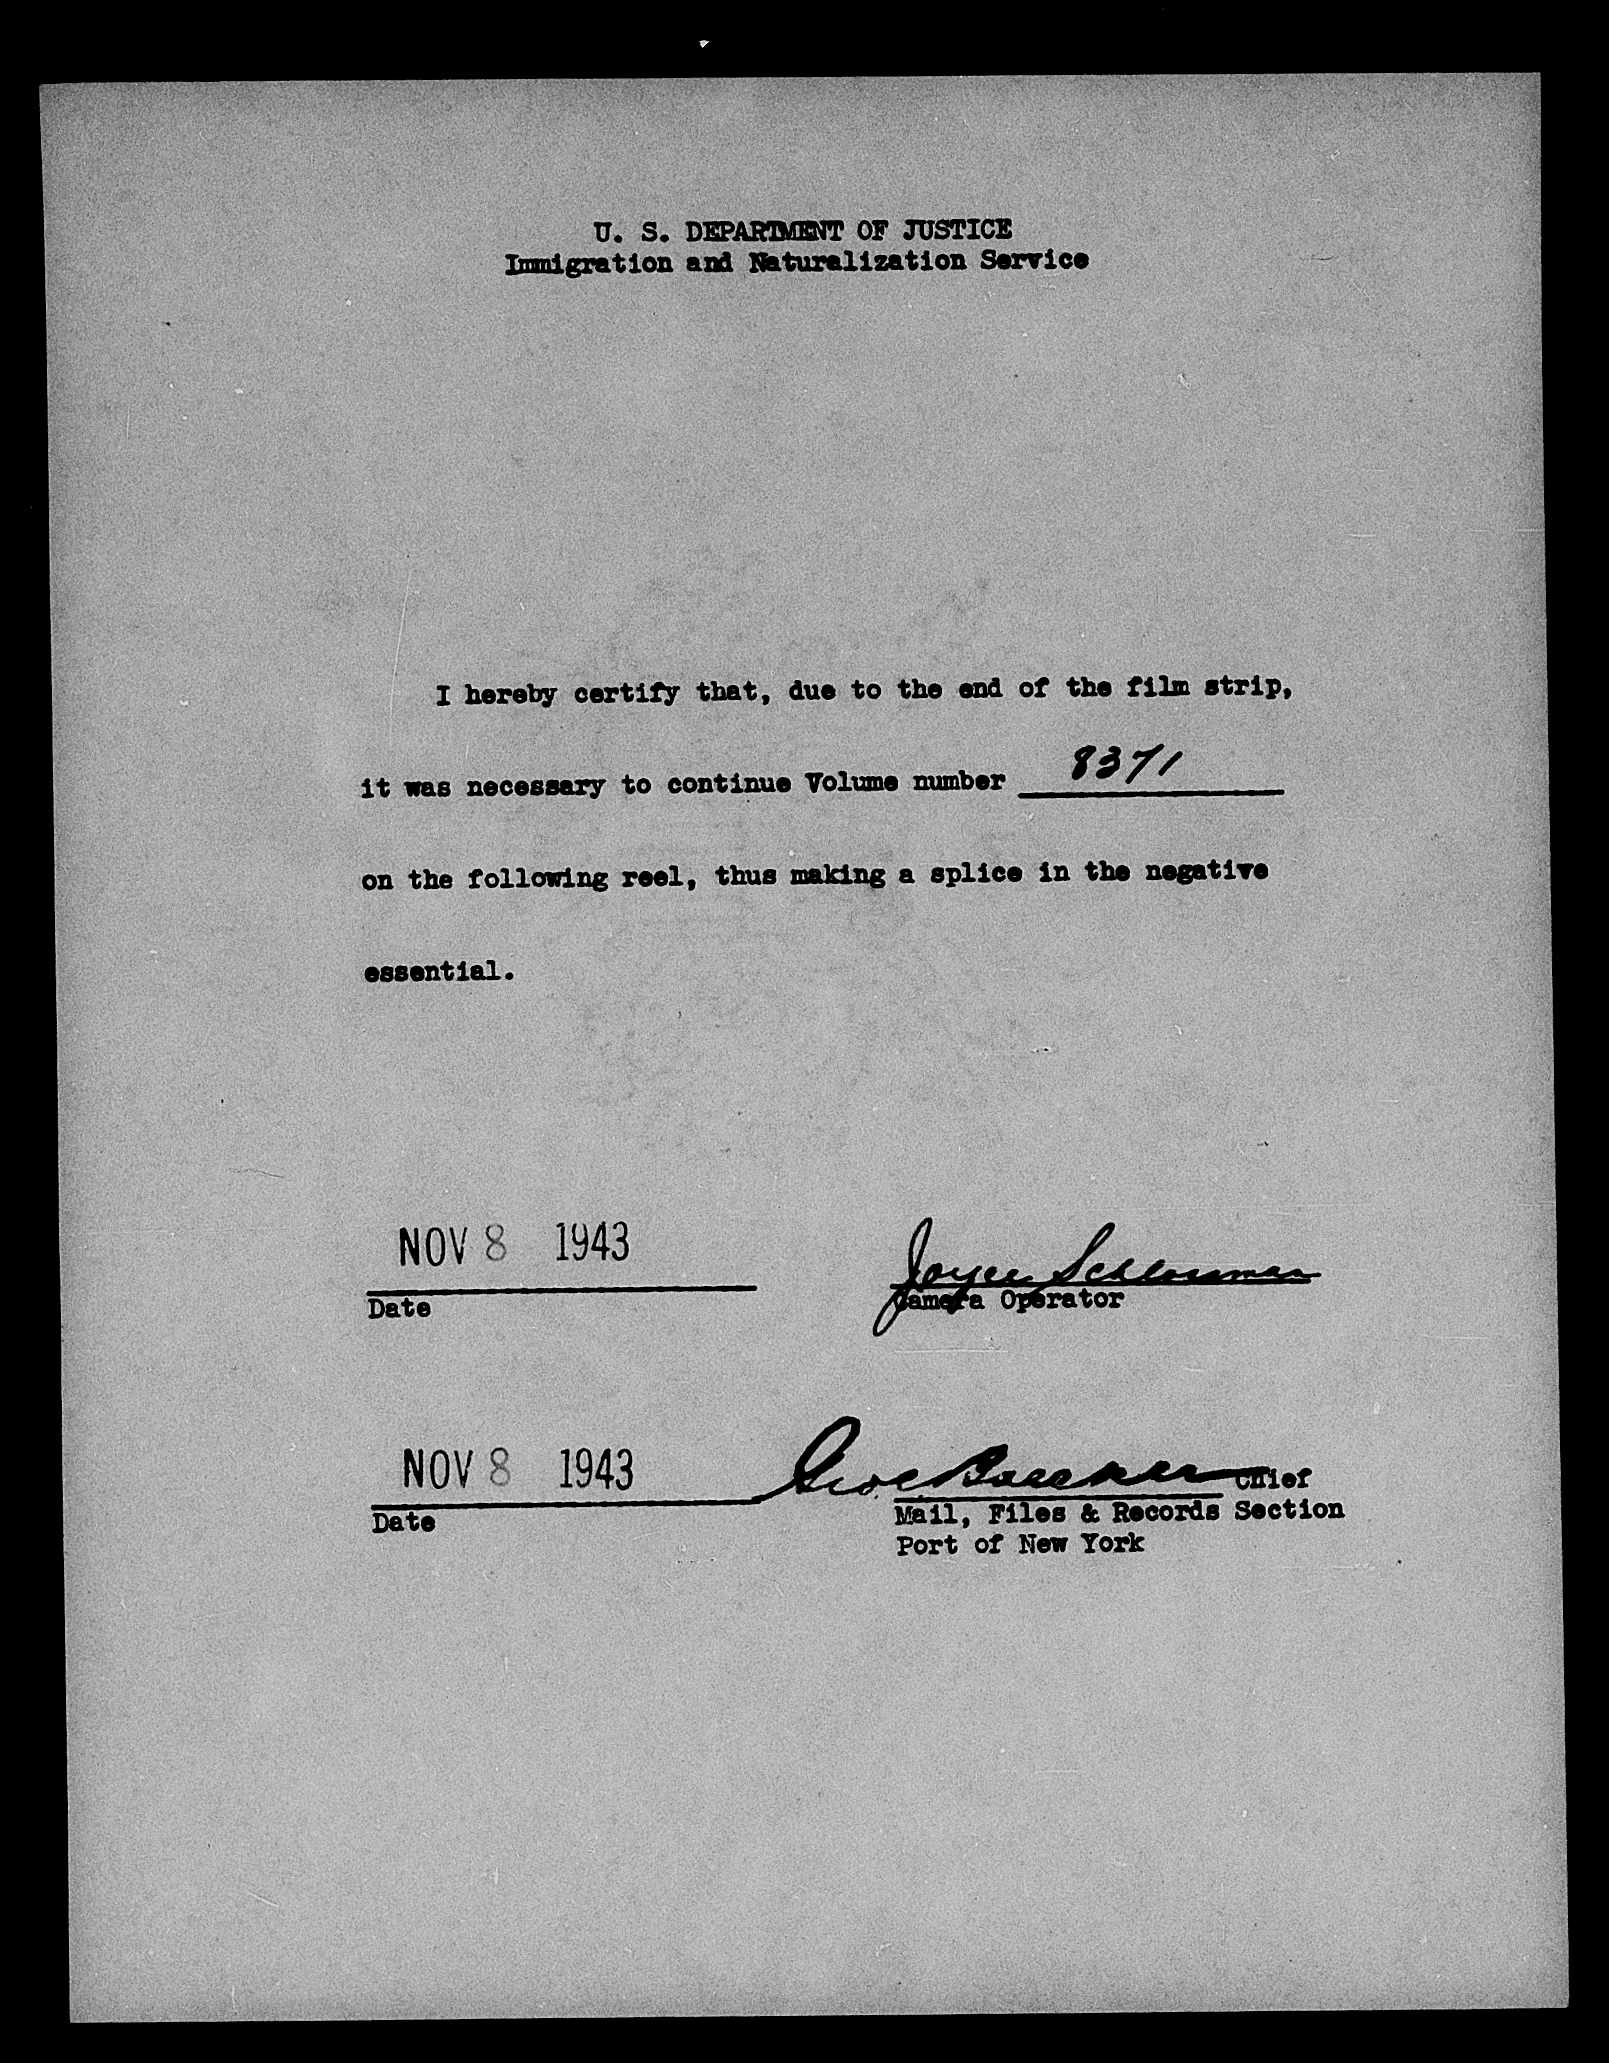 U. S. DEPARTMENT OF JUSTICE
Immigration and Naturalization Service
I hereby certify that, due to the end of the film strip,
it was necessary to continue Volume number 8371
on the following reel, thus making a splice in the negative
essential.
NOV 8 1943
Joyce
Date
Camera Operator
NOV 8 1943
Chief
Date
Mail, Files & Records Section
Port of New York